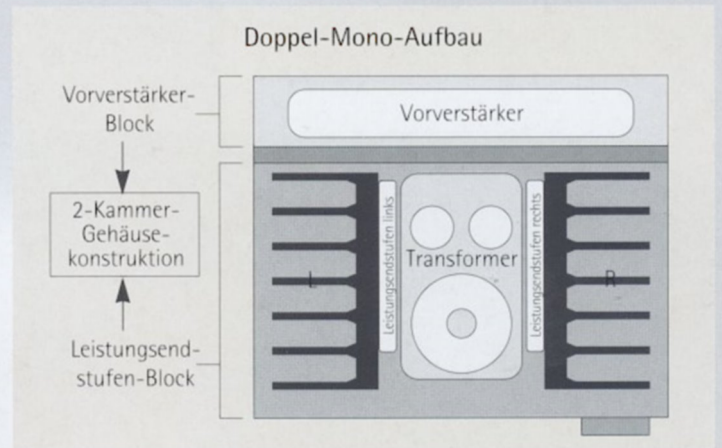 Doppel-Mono-Aufbau
Vorverstärker-
Block
Vorverstärker
2-Kammer-
Gehäuse-
konstruktion
Leistungsend-
stufen-Block
L
Leistungsendstufen links
Transformer
Leistungsendstufen rechts
R